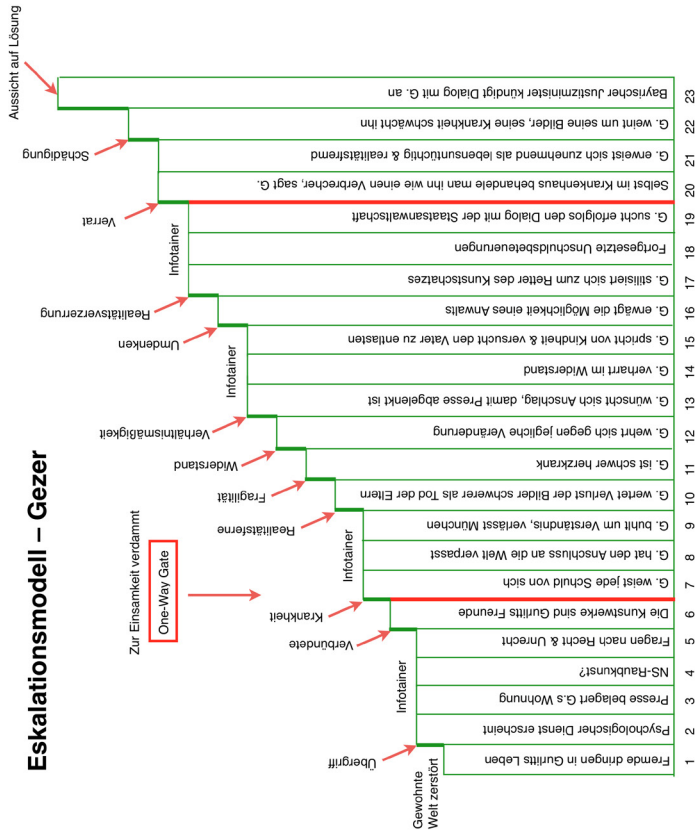 Eskalationsmodell – Gezer
Zur Einsamkeit verdammt
One-Way Gate
Gewohnte
Welt zerstört
Übergriff
Infotainer
Verbündete
Krankheit
Infotainer
Realitätsferne
Fragilität
Widerstand
Verhältnismäßigkeit
Infotainer
Umdenken
Realitätsverzerrung
Infotainer
Verrat
Schädigung
Aussicht auf Lösung
Fremde dringen in Gurlitts Leben
Psychologischer Dienst erscheint
Presse belagert G.s Wohnung
NS-Raubkunst?
Fragen nach Recht & Unrecht
Die Kunstwerke sind Gurlitts Freunde
G. weist jede Schuld von sich
G. hat den Anschluss an die Welt verpasst
G. buhlt um Verständnis, verlässt München
G. wertet Verlust der Bilder schwerer als Tod der Eltern
G. ist schwer herzkrank
G. wehrt sich gegen jegliche Veränderung
G. wünscht sich Anschlag, damit Presse abgelenkt ist
G. verharrt im Widerstand
G. spricht von Kindheit & versucht den Vater zu entlasten
G. erwägt die Möglichkeit eines Anwalts
G. stilisiert sich zum Retter des Kunstschatzes
Fortgesetzte Unschuldsbeteuerungen
G. sucht erfolglos den Dialog mit der Staatsanwaltschaft
Selbst im Krankenhaus behandele man ihn wie einen Verbrecher, sagt G.
G. erweist sich zunehmend als lebensuntüchtig & realitätsfremd
G. weint um seine Bilder, seine Krankheit schwächt ihn
Bayrischer Justizminister kündigt Dialog mit G. an
1
2
3
4
5
6
7
8
9
10
11
12
13
14
15
16
17
18
19
20
21
22
23